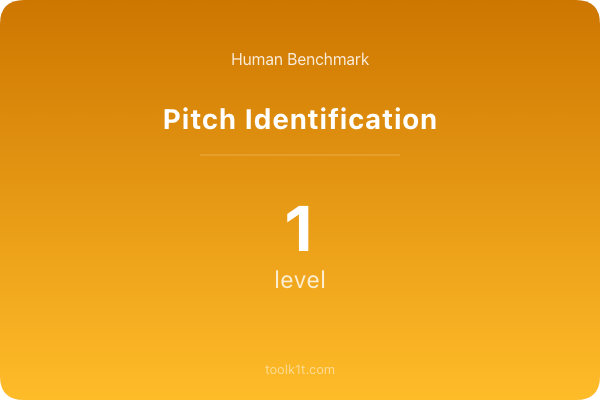 Human Benchmark
Pitch Identification
1
level
toolk1t.com